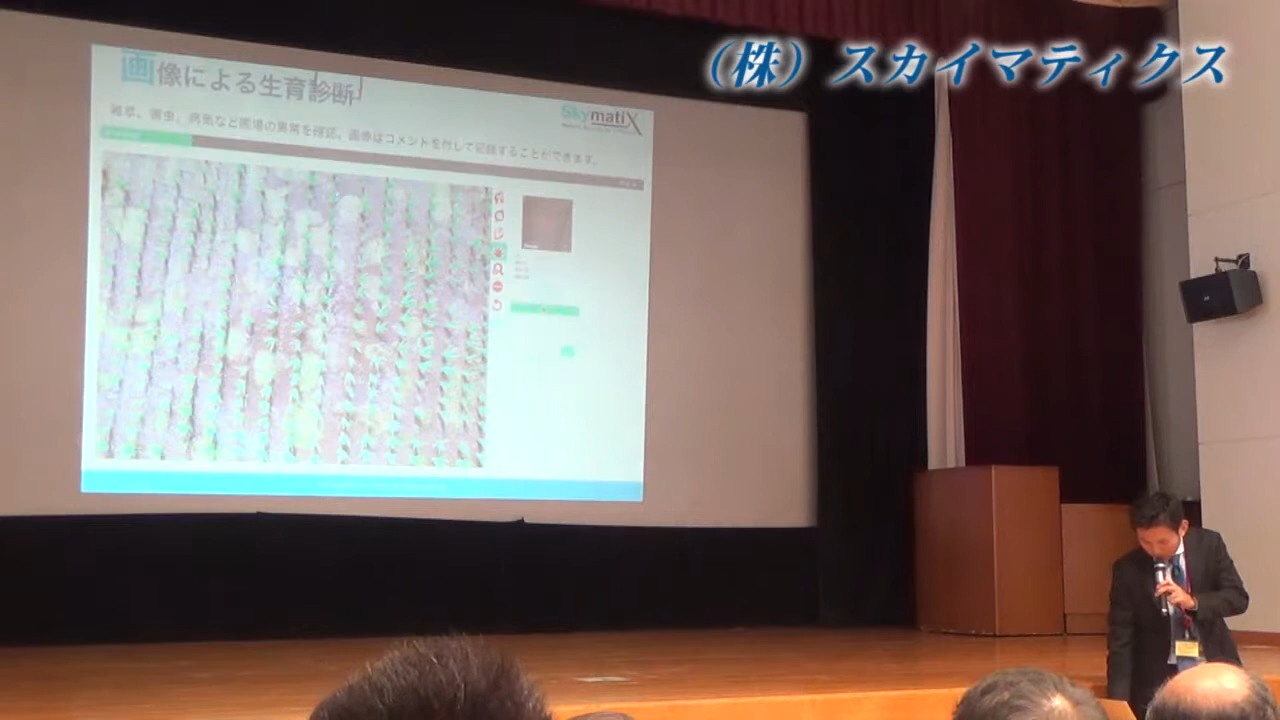 （株）スカイマティクス
画像による生育診断
SkymatiX
雑草、害虫、病気など圃場の異常を確認。画像はコメントを付して記録することができます。